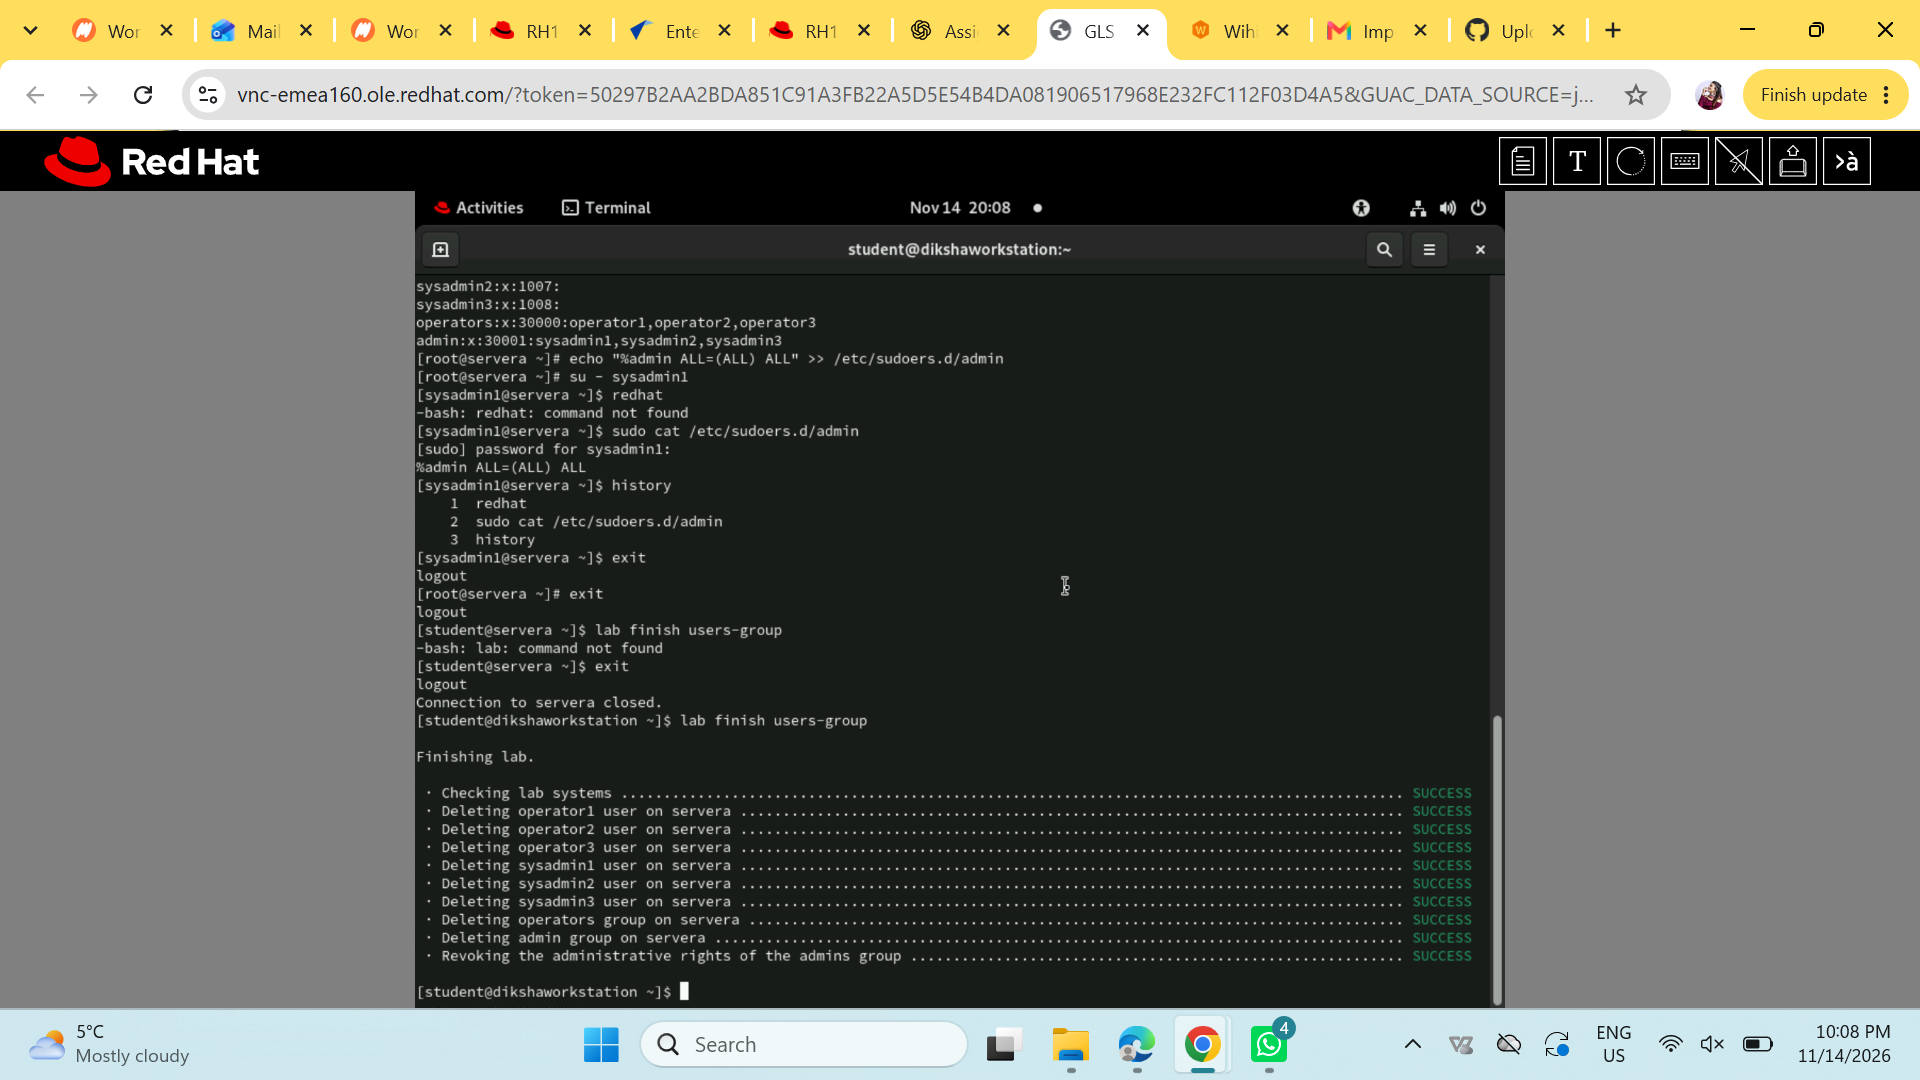 Wor
Mail
Wor
RH1
Ente
RH1
Assi
GLS
Wih
Imp
Uplo
vnc-emea160.ole.redhat.com/?token=50297B2AA2BDA851C91A3FB22A5D5E54B4DA081906517968E232FC112F03D4A5&GUAC_DATA_SOURCE=j...
Finish update
Red Hat
T
>à
Activities Terminal Nov 14 20:08
student@dikshaworkstation:~
sysadmin2:x:1007:
sysadmin3:x:1008:
operators:x:30000:operator1,operator2,operator3
admin:x:30001:sysadmin1,sysadmin2,sysadmin3
[root@servera ~]# echo "%admin ALL=(ALL) ALL" >> /etc/sudoers.d/admin
[root@servera ~]# su - sysadmin1
[sysadmin1@servera ~]$ redhat
-bash: redhat: command not found
[sysadmin1@servera ~]$ sudo cat /etc/sudoers.d/admin
[sudo] password for sysadmin1:
%admin ALL=(ALL) ALL
[sysadmin1@servera ~]$ history
1 redhat
2 sudo cat /etc/sudoers.d/admin
3 history
[sysadmin1@servera ~]$ exit
logout
[root@servera ~]# exit
logout
[student@servera ~]$ lab finish users-group
-bash: lab: command not found
[student@servera ~]$ exit
logout
Connection to servera closed.
[student@dikshaworkstation ~]$ lab finish users-group
Finishing lab.
· Checking lab systems ........................................................................................... SUCCESS
· Deleting operator1 user on servera ............................................................................. SUCCESS
· Deleting operator2 user on servera ............................................................................. SUCCESS
· Deleting operator3 user on servera ............................................................................. SUCCESS
· Deleting sysadmin1 user on servera ............................................................................. SUCCESS
· Deleting sysadmin2 user on servera ............................................................................. SUCCESS
· Deleting sysadmin3 user on servera ............................................................................. SUCCESS
· Deleting operators group on servera ............................................................................ SUCCESS
· Deleting admin group on servera ................................................................................ SUCCESS
· Revoking the administrative rights of the admins group ......................................................... SUCCESS
[student@dikshaworkstation ~]$
5°C
Mostly cloudy
Search
4
ENG
US
10:08 PM
11/14/2026